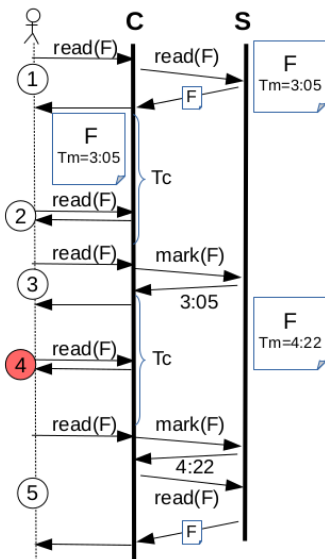 C S
read(F)
read(F)
F
Tm=3:05
1
F
F
Tm=3:05
Tc
read(F)
2
read(F)
mark(F)
3
3:05
F
Tm=4:22
read(F)
Tc
4
read(F)
mark(F)
4:22
5
read(F)
F